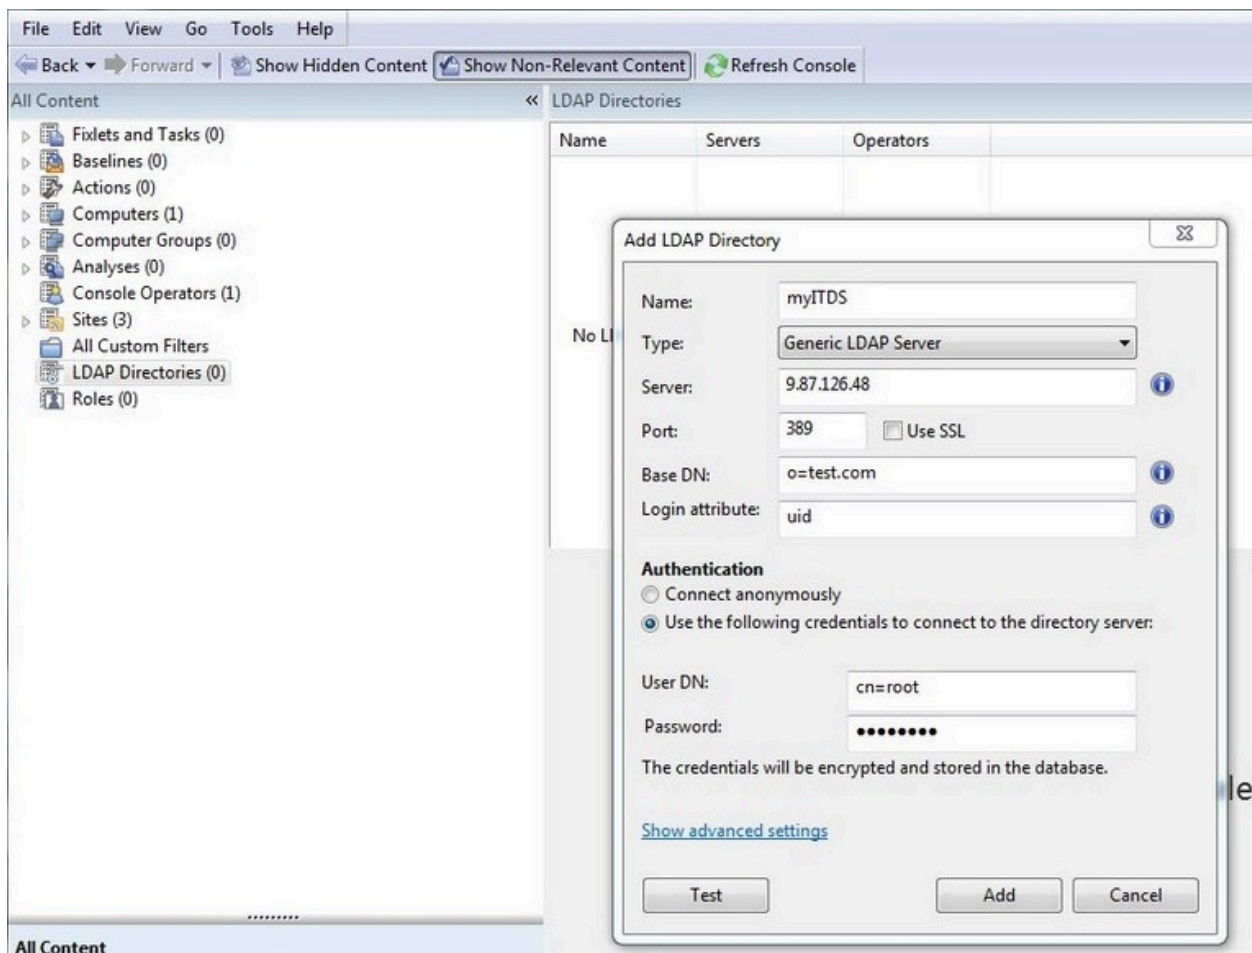 File Edit View Go Tools Help
Back Forward Show Hidden Content Show Non-Relevant Content Refresh Console
All Content
Fixlets and Tasks (0)
Baselines (0)
Actions (0)
Computers (1)
Computer Groups (0)
Analyses (0)
Console Operators (1)
Sites (3)
All Custom Filters
LDAP Directories (0)
Roles (0)
All Content
LDAP Directories
Name Servers Operators
No
Add LDAP Directory
Name: myITDS
Type: Generic LDAP Server
Server: 9.87.126.48
Port: 389 Use SSL
Base DN: o=test.com
Login attribute: uid
Authentication
Connect anonymously
Use the following credentials to connect to the directory server:
User DN: cn=root
Password: ••••••••
The credentials will be encrypted and stored in the database.
Show advanced settings
Test Add Cancel